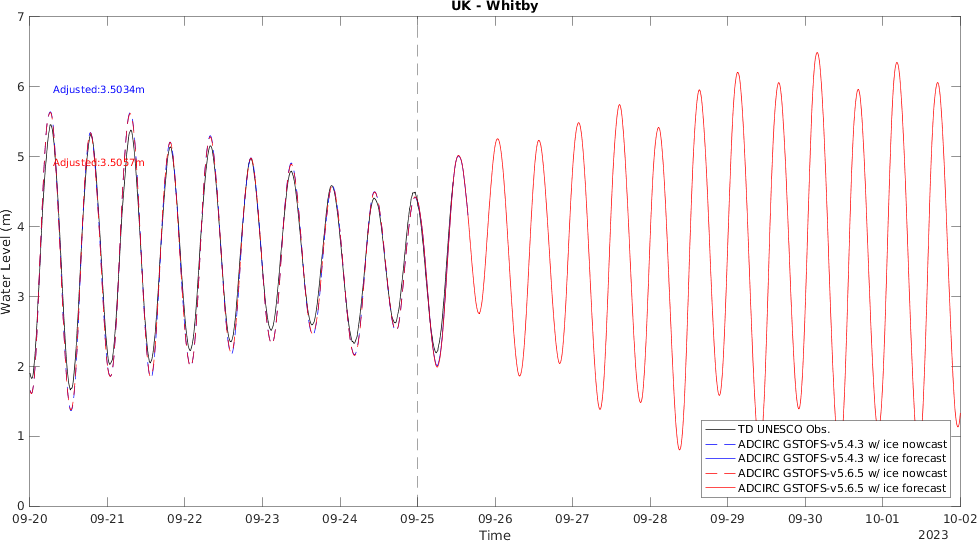 UK - Whitby
7
6
5
4
3
2
1
0
Water Level (m)
Adjusted:3.5034m
Adjusted:3.5057m
TD UNESCO Obs.
ADCIRC GSTOFS-v5.4.3 w/ ice nowcast
ADCIRC GSTOFS-v5.4.3 w/ ice forecast
ADCIRC GSTOFS-v5.6.5 w/ ice nowcast
ADCIRC GSTOFS-v5.6.5 w/ ice forecast
09-20 09-21 09-22 09-23 09-24 09-25 09-26 09-27 09-28 09-29 09-30 10-01 10-02
Time
2023